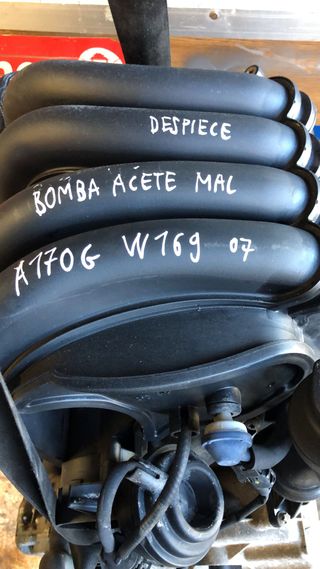 DESPIECE
BOMBA ACETE MAL
A170G W169 07